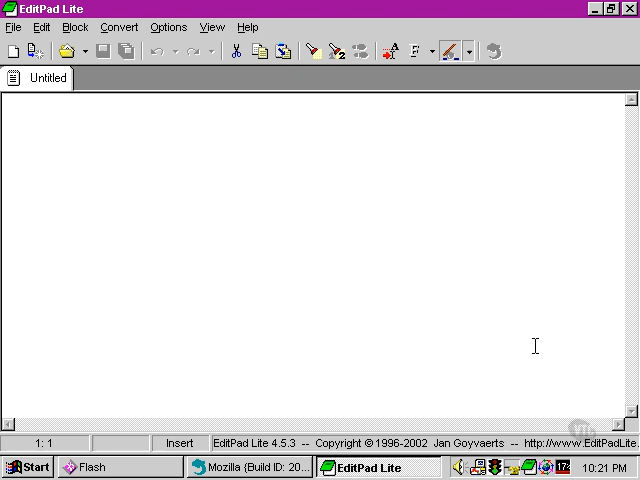 EditPad Lite
File Edit Block Convert Options View Help
Untitled
1: 1 Insert EditPad Lite 4.5.3 -- Copyright © 1996-2002 Jan Goyvaerts -- http://www.EditPadLite.
Start Flash Mozilla {Build ID: 20... EditPad Lite 10:21 PM